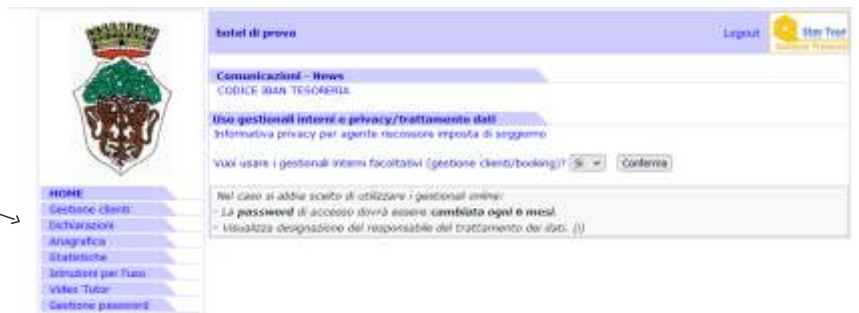 hotel di prova
Logout
Stay Tour
Comunicazioni - News
CODICE IBAN TESORERIA
Uso gestionali interni e privacy/trattamento dati
Informativa privacy per agente riscossore imposta di soggiorno
Vuoi usare i gestionali interni facoltativi (gestione clienti/booking)? Si Conferma
Nel caso si abbia scelto di utilizzare i gestionali online:
- La password di accesso dovrà essere cambiata ogni 6 mesi.
- Visualizza designazione del responsabile del trattamento dei dati. (i)
HOME
Gestione clienti
Dichiarazioni
Anagrafica
Statistiche
Istruzioni per l'uso
Video Tutor
Gestione password